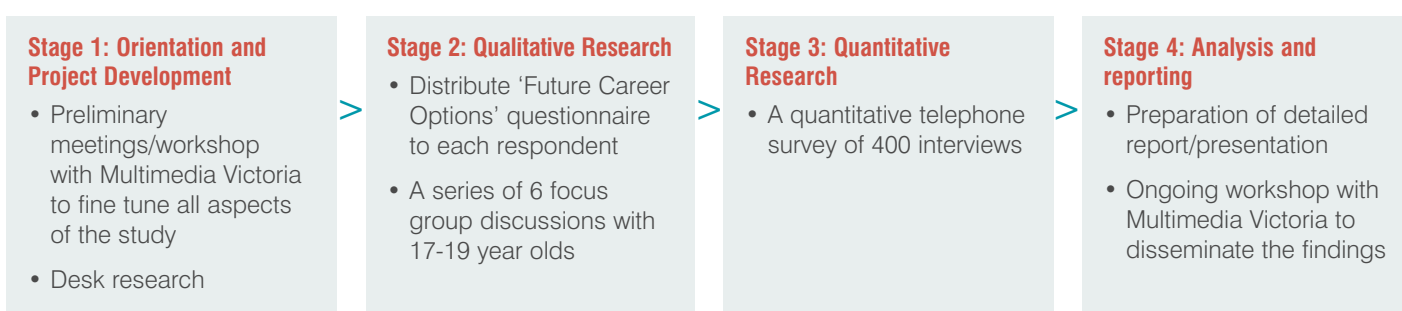 Stage 1: Orientation and
Project Development
• Preliminary
meetings/workshop
with Multimedia Victoria
to fine tune all aspects
of the study
• Desk research
>
Stage 2: Qualitative Research
• Distribute ‘Future Career
Options’ questionnaire
to each respondent
• A series of 6 focus
group discussions with
17-19 year olds
>
Stage 3: Quantitative
Research
• A quantitative telephone
survey of 400 interviews
>
Stage 4: Analysis and
reporting
• Preparation of detailed
report/presentation
• Ongoing workshop with
Multimedia Victoria to
disseminate the findings